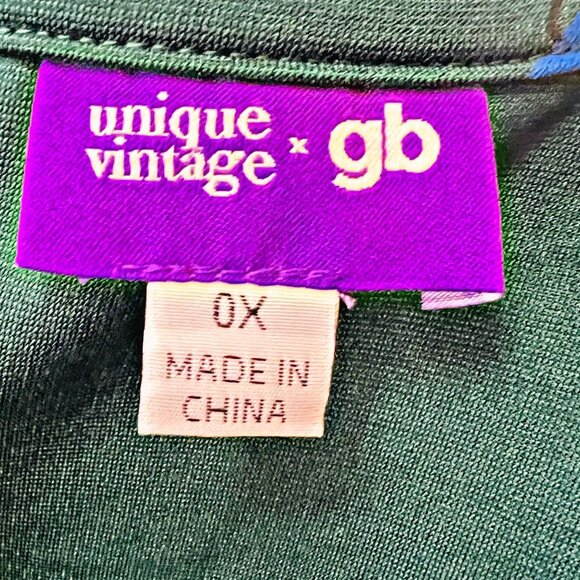 unique
vintage x gb
0X
MADE IN
CHINA